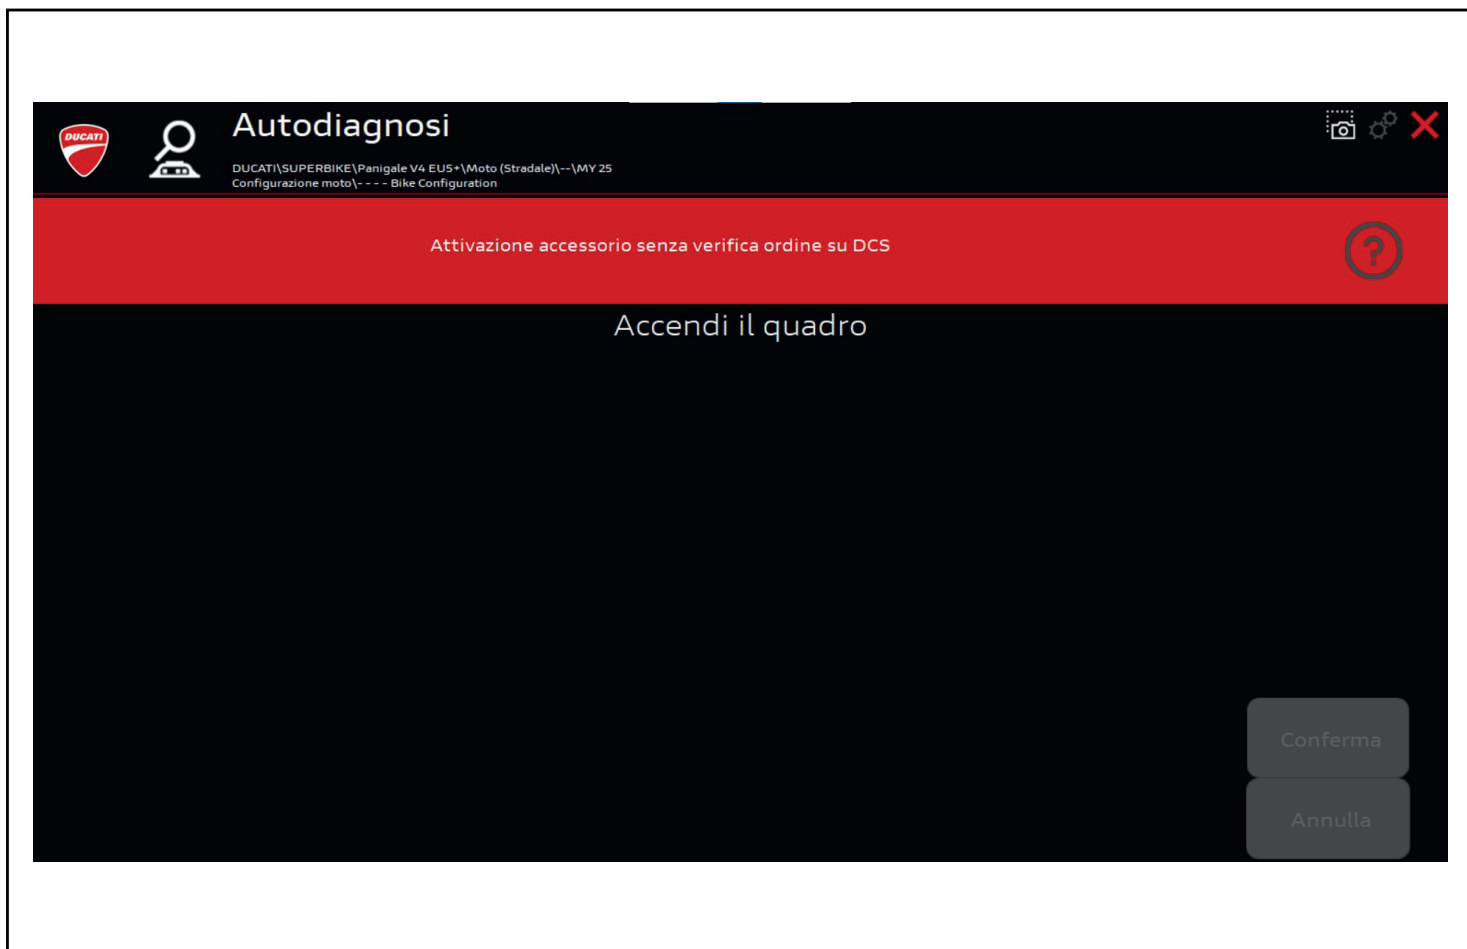 DUCATI
Autodiagnosi
DUCATI\SUPERBIKE\Panigale V4 EU5+\Moto (Stradale)\--\MY 25
Configurazione moto\- - - - Bike Configuration
Attivazione accessorio senza verifica ordine su DCS
?
Accendi il quadro
Conferma
Annulla